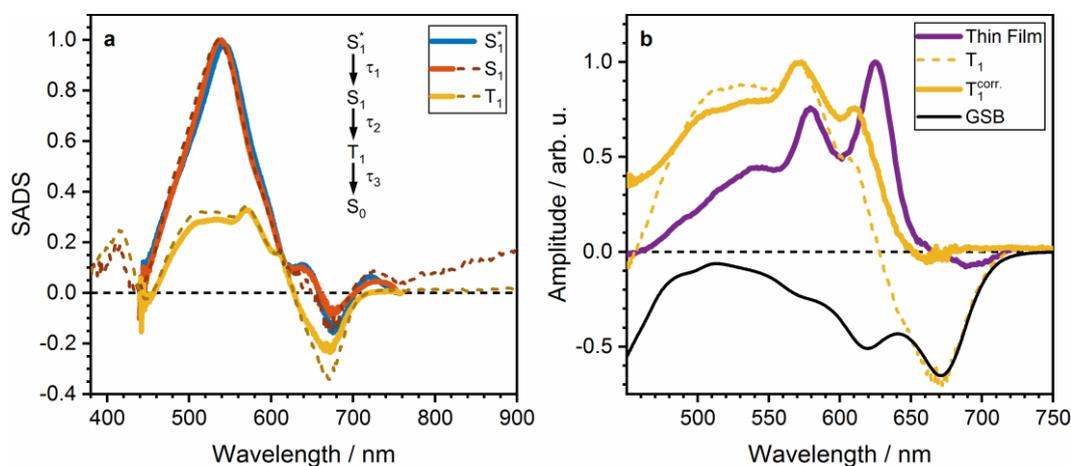 a
S₁* S₁* 
↓ τ₁ S₁
S₁ T₁
↓ τ₂
T₁
↓ τ₃
S₀
1.0
0.8
0.6
0.4
0.2
0.0
-0.2
-0.4
SADS
400 500 600 700 800 900
Wavelength / nm
b
Thin Film
T₁
T₁corr.
GSB
1.0
0.5
0.0
-0.5
Amplitude / arb. u.
500 550 600 650 700 750
Wavelength / nm